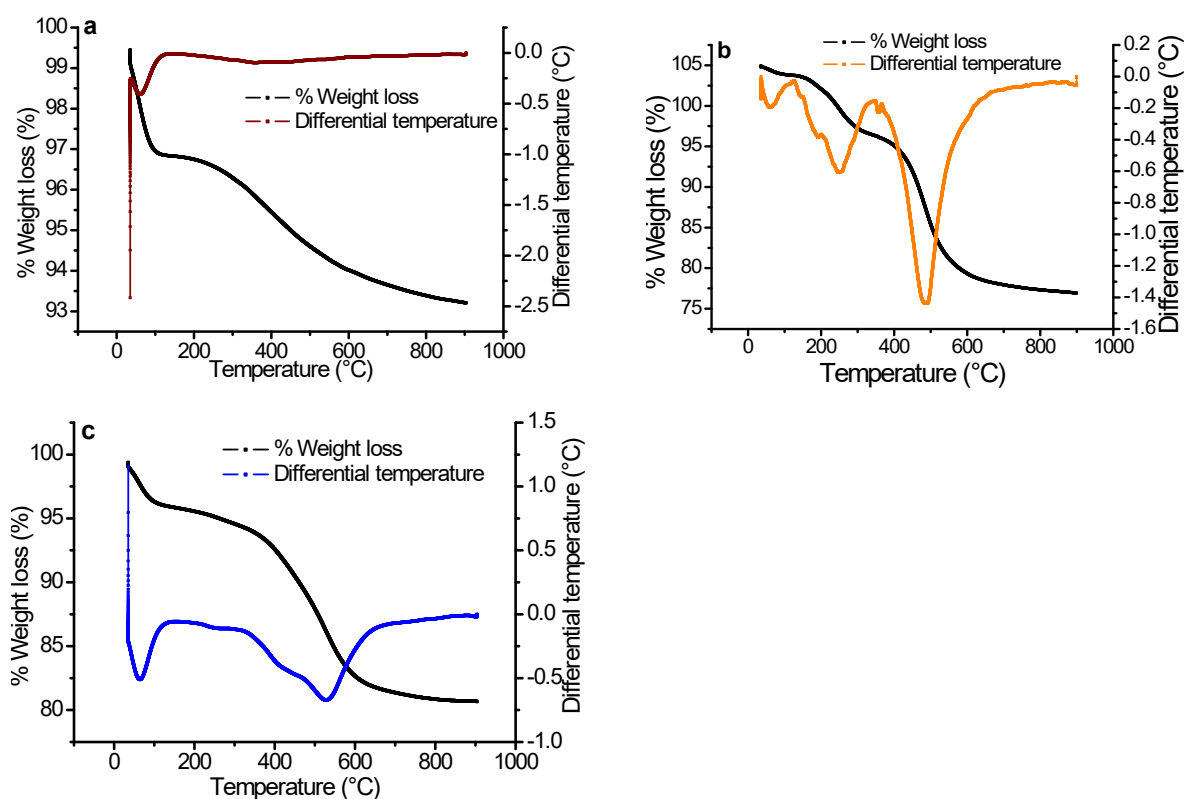 a
% Weight loss
Differential temperature
% Weight loss (%)
100
99
98
97
96
95
94
93
0.0
-0.5
-1.0
-1.5
-2.0
-2.5
Differential temperature (°C)
0 200 400 600 800 1000
Temperature (°C)
b
% Weight loss
Differential temperature
% Weight loss (%)
105
100
95
90
85
80
75
0.2
0.0
-0.2
-0.4
-0.6
-0.8
-1.0
-1.2
-1.4
-1.6
Differential temperature (°C)
0 200 400 600 800 1000
Temperature (°C)
c
% Weight loss
Differential temperature
% Weight loss (%)
100
95
90
85
80
1.5
1.0
0.5
0.0
-0.5
-1.0
Differential temperature (°C)
0 200 400 600 800 1000
Temperature (°C)